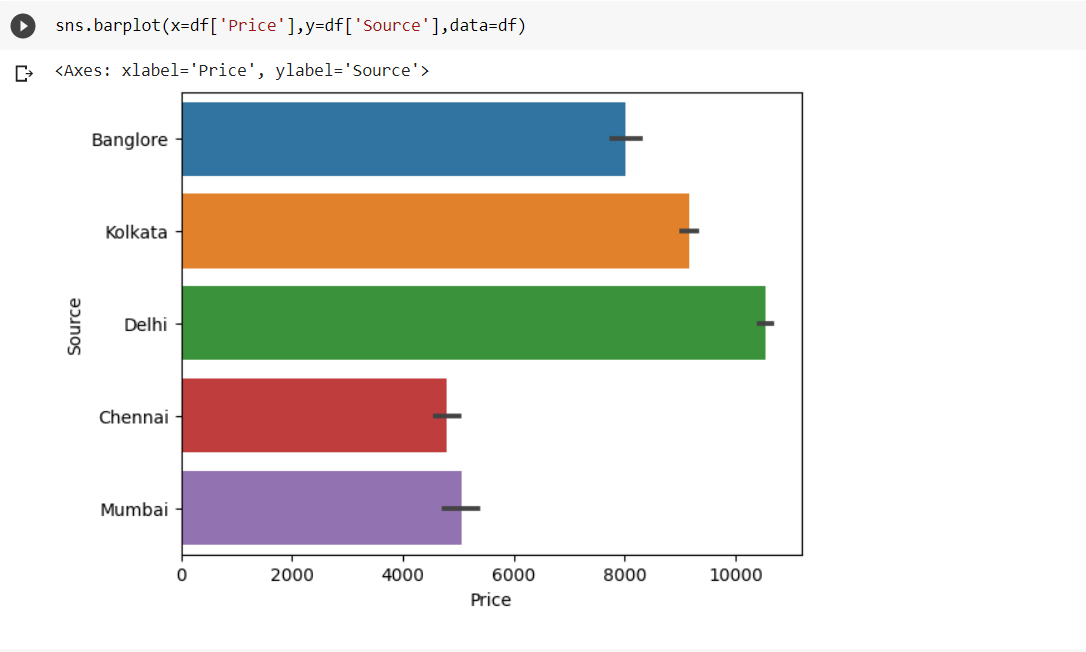 sns.barplot(x=df['Price'],y=df['Source'],data=df)
<Axes: xlabel='Price', ylabel='Source'>
Banglore
Kolkata
Delhi
Chennai
Mumbai
Source
0 2000 4000 6000 8000 10000
Price